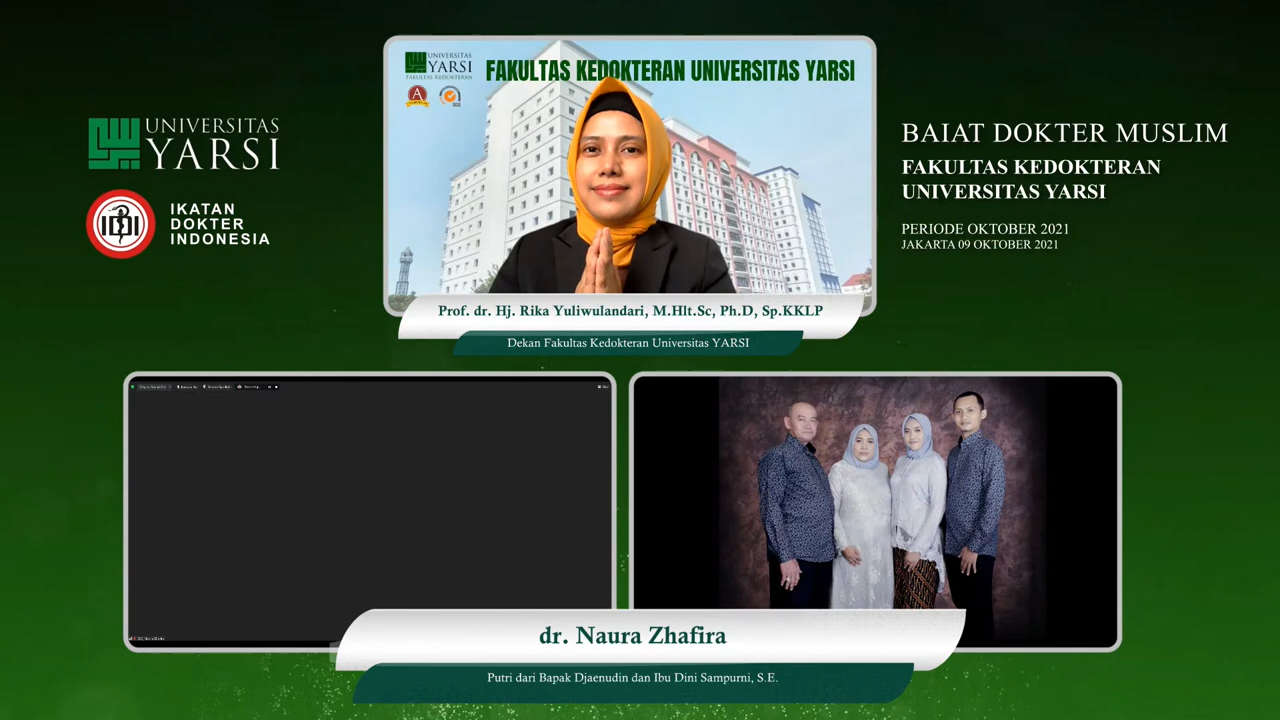 UNIVERSITAS
YARSI
IKATAN
DOKTER
INDONESIA
IDI
UNIVERSITAS
YARSI
FAKULTAS KEDOKTERAN
A
FAKULTAS KEDOKTERAN UNIVERSITAS YARSI
Prof. dr. Hj. Rika Yuliwulandari, M.Hlt.Sc, Ph.D, Sp.KKLP
Dekan Fakultas Kedokteran Universitas YARSI
BAIAT DOKTER MUSLIM
FAKULTAS KEDOKTERAN
UNIVERSITAS YARSI
PERIODE OKTOBER 2021
JAKARTA 09 OKTOBER 2021
dr. Naura Zhafira
Putri dari Bapak Djaenudin dan Ibu Dini Sampurni, S.E.